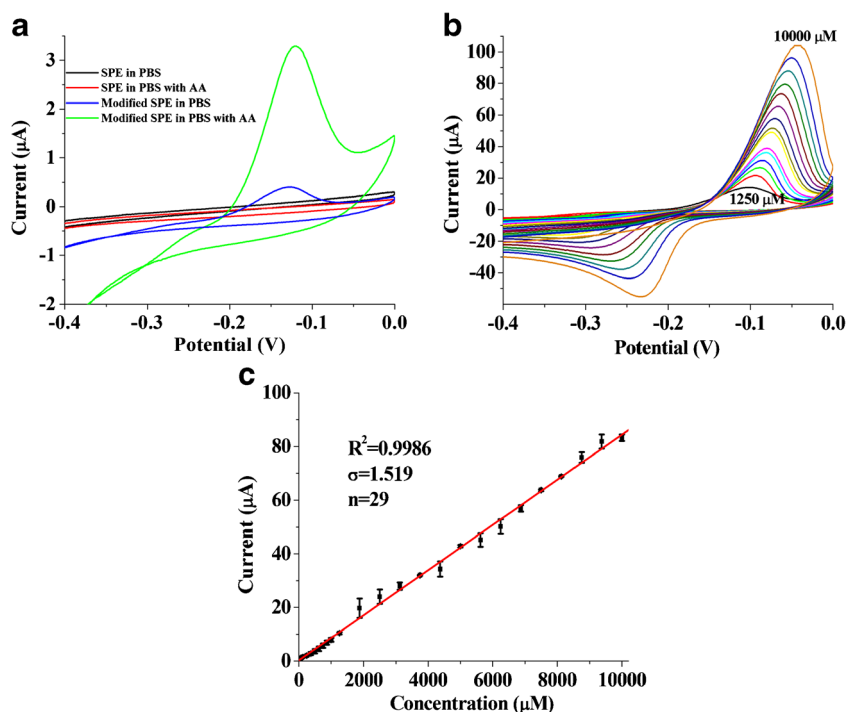 a
SPE in PBS
SPE in PBS with AA
Modified SPE in PBS
Modified SPE in PBS with AA
3
2
1
0
-1
-2
-0.4
-0.3
-0.2
-0.1
0.0
Current (μA)
Potential (V)
b
10000 μM
1250 μM
100
80
60
40
20
0
-20
-40
-0.4
-0.3
-0.2
-0.1
0.0
Current (μA)
Potential (V)
c
R²=0.9986
σ=1.519
n=29
100
80
60
40
20
0
0
2000
4000
6000
8000
10000
Current (μA)
Concentration (μM)